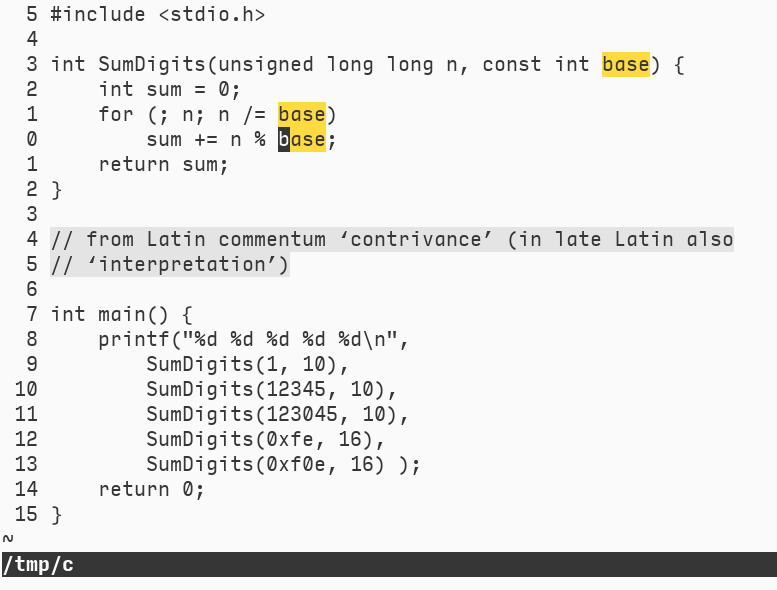 5 #include <stdio.h>
4
3 int SumDigits(unsigned long long n, const int base) {
2     int sum = 0;
1     for (; n; n /= base)
0         sum += n % base;
1     return sum;
2 }
3
4 // from Latin commentum ‘contrivance’ (in late Latin also
5 // ‘interpretation’)
6
7 int main() {
8     printf("%d %d %d %d %d\n",
9         SumDigits(1, 10),
10         SumDigits(12345, 10),
11         SumDigits(123045, 10),
12         SumDigits(0xfe, 16),
13         SumDigits(0xf0e, 16) );
14     return 0;
15 }
~
/tmp/c